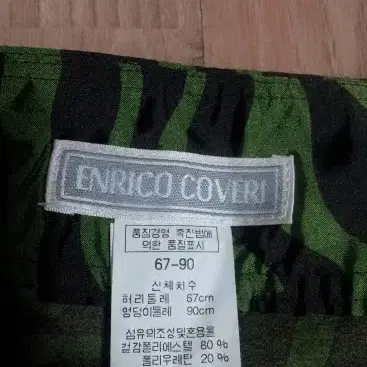 ENRICO COVERI
품질경영 촉진법에
의한 품질표시
67-90
신체치수
허리둘레 67cm
엉덩이둘레 90cm
섬유의조성및혼용율
겉감폴리에스텔 80 %
폴리우레탄 20 %